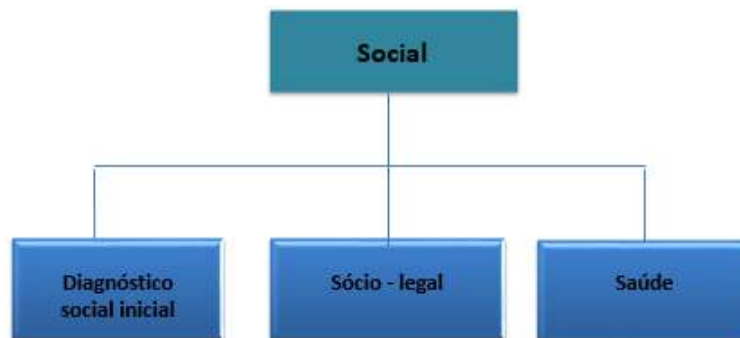 Social
Diagnóstico
social inicial
Sócio - legal
Saúde